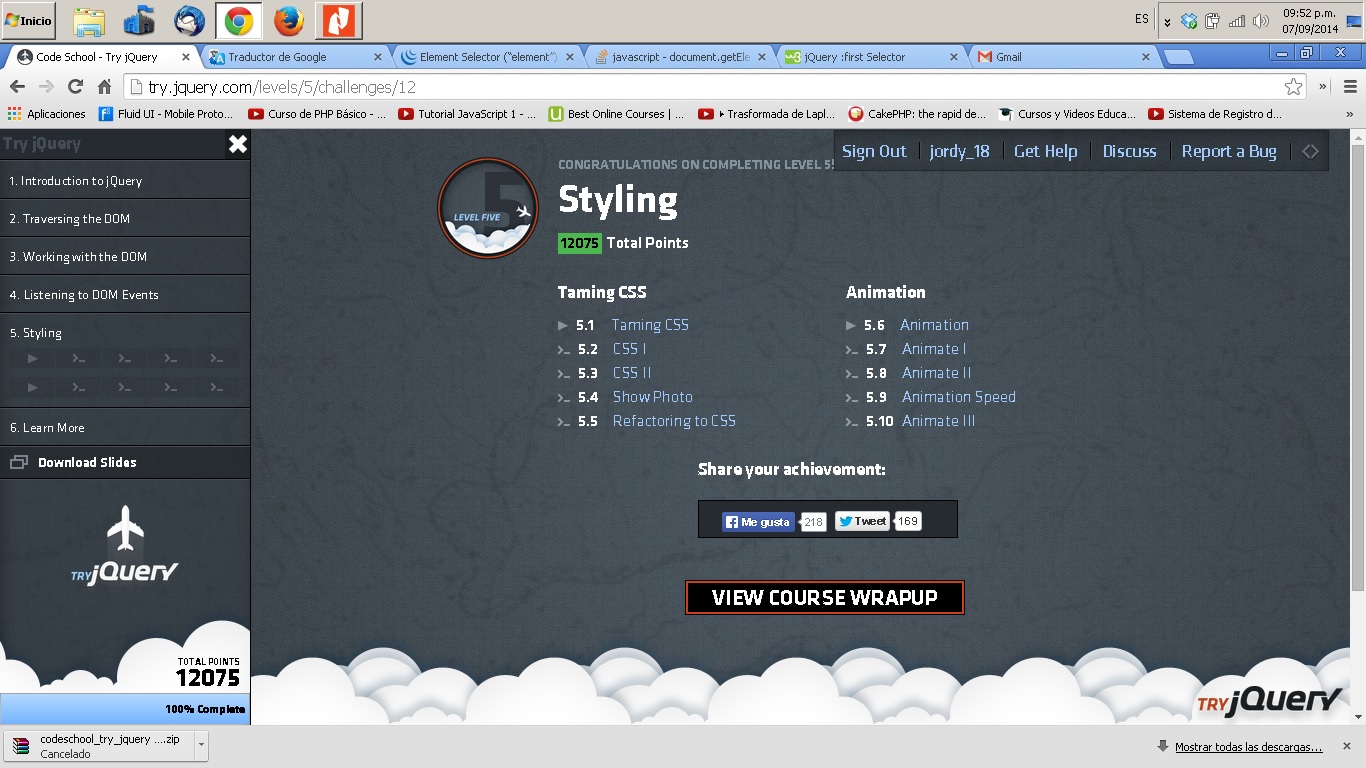 Inicio
ES
09:52 p.m.
07/09/2014
Code School - Try jQuery
Traductor de Google
Element Selector ("element")
javascript - document.getEle
jQuery :first Selector
Gmail
try.jquery.com/levels/5/challenges/12
Aplicaciones
Fluid UI - Mobile Proto...
Curso de PHP Básico - ...
Tutorial JavaScript 1 - ...
Best Online Courses | ...
Trasformada de Lapl...
CakePHP: the rapid de...
Cursos y Videos Educa...
Sistema de Registro d...
Try jQuery
Sign Out
jordy_18
Get Help
Discuss
Report a Bug
1. Introduction to jQuery
2. Traversing the DOM
3. Working with the DOM
4. Listening to DOM Events
5. Styling
6. Learn More
Download Slides
TRY jQuery
TOTAL POINTS
12075
100% Complete
5
LEVEL FIVE
CONGRATULATIONS ON COMPLETING LEVEL 5!
Styling
12075 Total Points
Taming CSS
5.1 Taming CSS
5.2 CSS I
5.3 CSS II
5.4 Show Photo
5.5 Refactoring to CSS
Animation
5.6 Animation
5.7 Animate I
5.8 Animate II
5.9 Animation Speed
5.10 Animate III
Share your achievement:
Me gusta 218
Tweet 169
VIEW COURSE WRAPUP
TRY jQuery
codeschool_try_jquery ....zip
Cancelado
Mostrar todas las descargas...